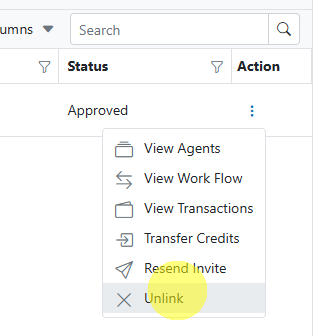 umns
Search
Status
Action
Approved
View Agents
View Work Flow
View Transactions
Transfer Credits
Resend Invite
Unlink